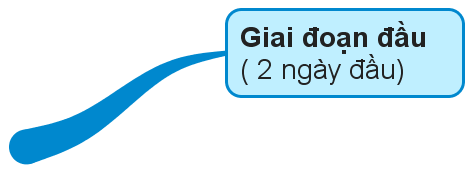 Giai đoạn đầu
( 2 ngày đầu)